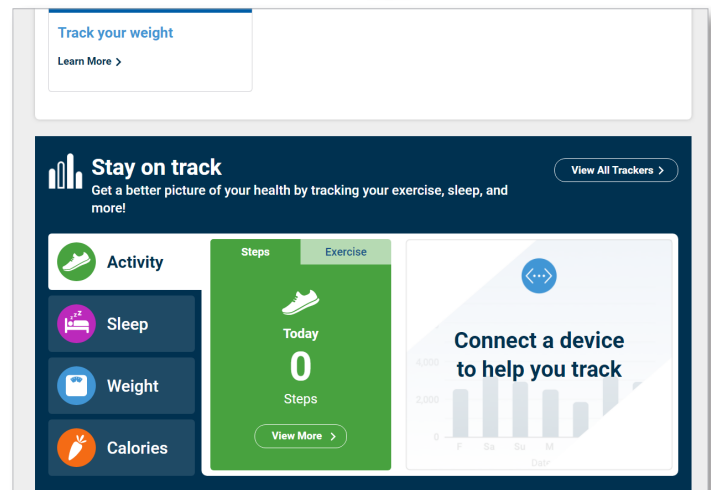 Track your weight
Learn More >
Stay on track
Get a better picture of your health by tracking your exercise, sleep, and
more!
View All Trackers >
Activity
Sleep
Weight
Calories
Steps
Exercise
Today
0
Steps
View More >
Connect a device
to help you track
4,000
2,000
0
F Sa Su M
Date
zzZ